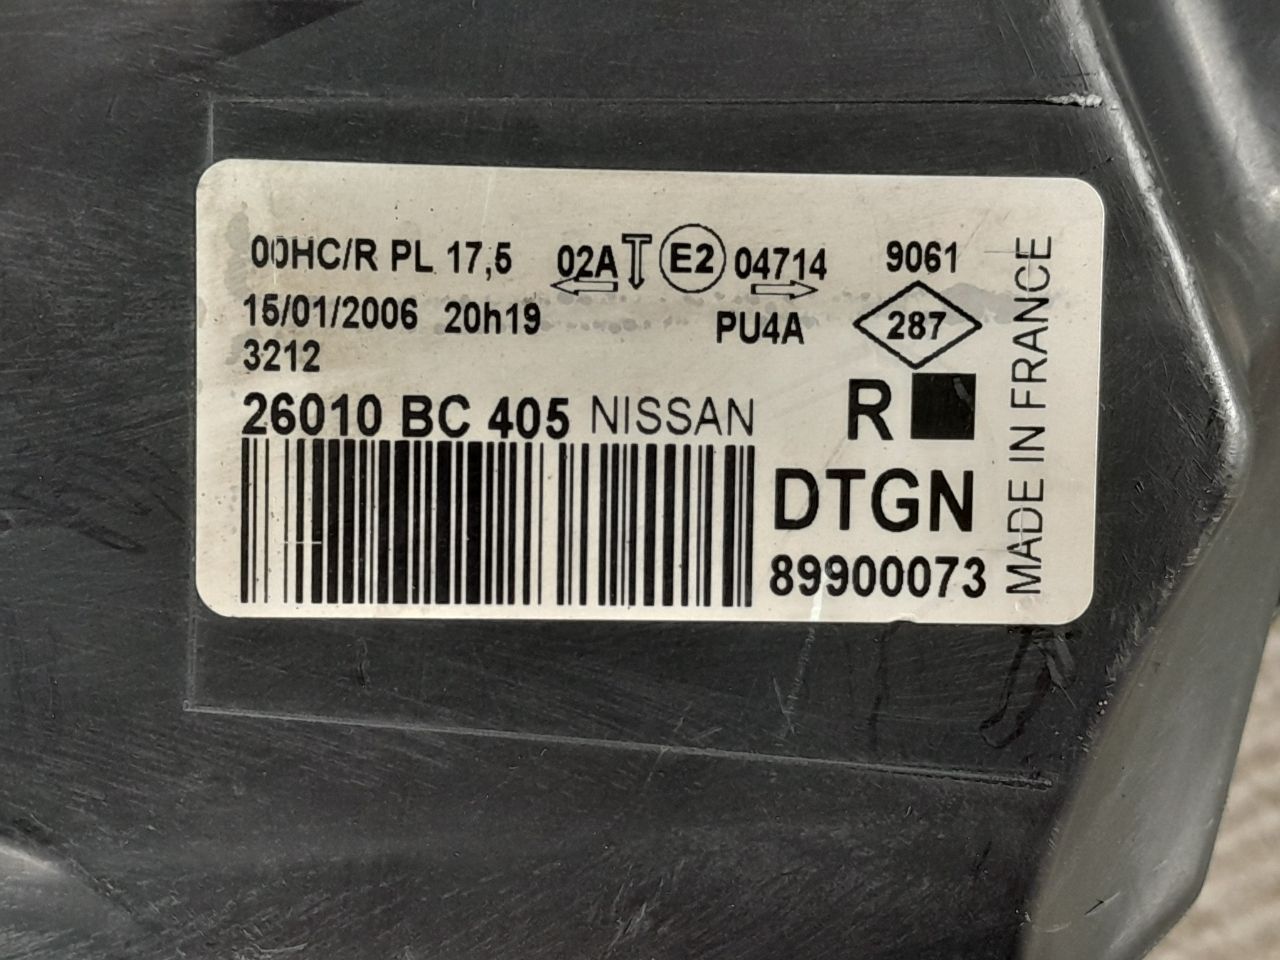 00HC/R PL 17,5 02A E2 04714 9061
15/01/2006 20h19 PU4A 287
3212
26010 BC 405 NISSAN R
DTGN
89900073
MADE IN FRANCE